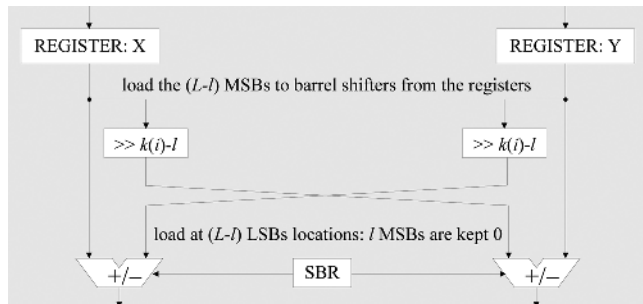 REGISTER: X REGISTER: Y
load the (L-l) MSBs to barrel shifters from the registers
>> k(i)-l >> k(i)-l
load at (L-l) LSBs locations: l MSBs are kept 0
+/− SBR +/−